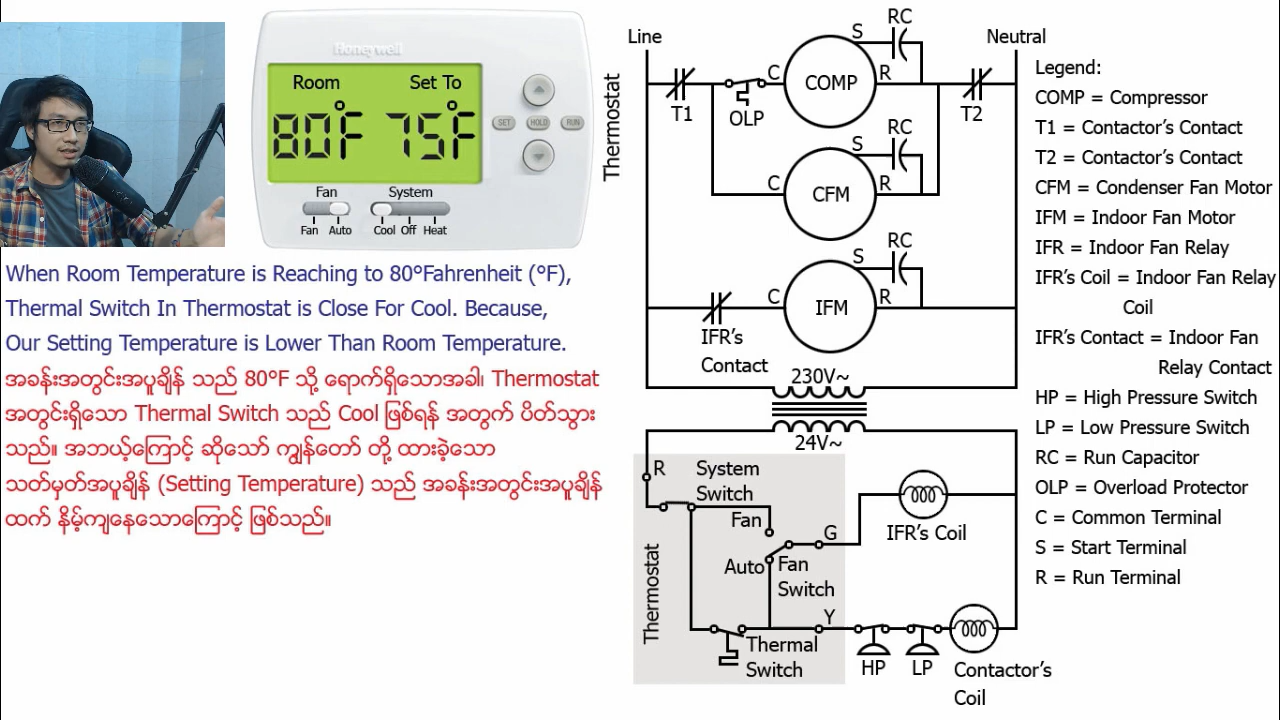 Honeywell
Room
Set To
80°F
75°F
SET
HOLD
RUN
Fan
System
Fan
Auto
Cool
Off
Heat
When Room Temperature is Reaching to 80°Fahrenheit (°F),
Thermal Switch In Thermostat is Close For Cool. Because,
Our Setting Temperature is Lower Than Room Temperature.
အခန်းအတွင်းအပူချိန် သည် 80°F သို့ ရောက်ရှိသောအခါ၊ Thermostat
အတွင်းရှိသော Thermal Switch သည် Cool ဖြစ်ရန် အတွက် ပိတ်သွား
သည်။ အဘယ့်ကြောင့် ဆိုသော် ကျွန်တော် တို့ ထားခဲ့သော
သတ်မှတ်အပူချိန် (Setting Temperature) သည် အခန်းအတွင်းအပူချိန်
ထက် နိမ့်ကျနေသောကြောင့် ဖြစ်သည်။
Line
Neutral
Thermostat
T1
OLP
C
COMP
S
R
RC
T2
C
CFM
S
R
RC
IFR's
Contact
C
IFM
S
R
RC
230V~
24V~
R
System
Switch
Fan
G
Auto
Fan
Switch
Thermostat
Y
Thermal
Switch
IFR's Coil
HP
LP
Contactor's
Coil
Legend:
COMP = Compressor
T1 = Contactor's Contact
T2 = Contactor's Contact
CFM = Condenser Fan Motor
IFM = Indoor Fan Motor
IFR = Indoor Fan Relay
IFR's Coil = Indoor Fan Relay
Coil
IFR's Contact = Indoor Fan
Relay Contact
HP = High Pressure Switch
LP = Low Pressure Switch
RC = Run Capacitor
OLP = Overload Protector
C = Common Terminal
S = Start Terminal
R = Run Terminal